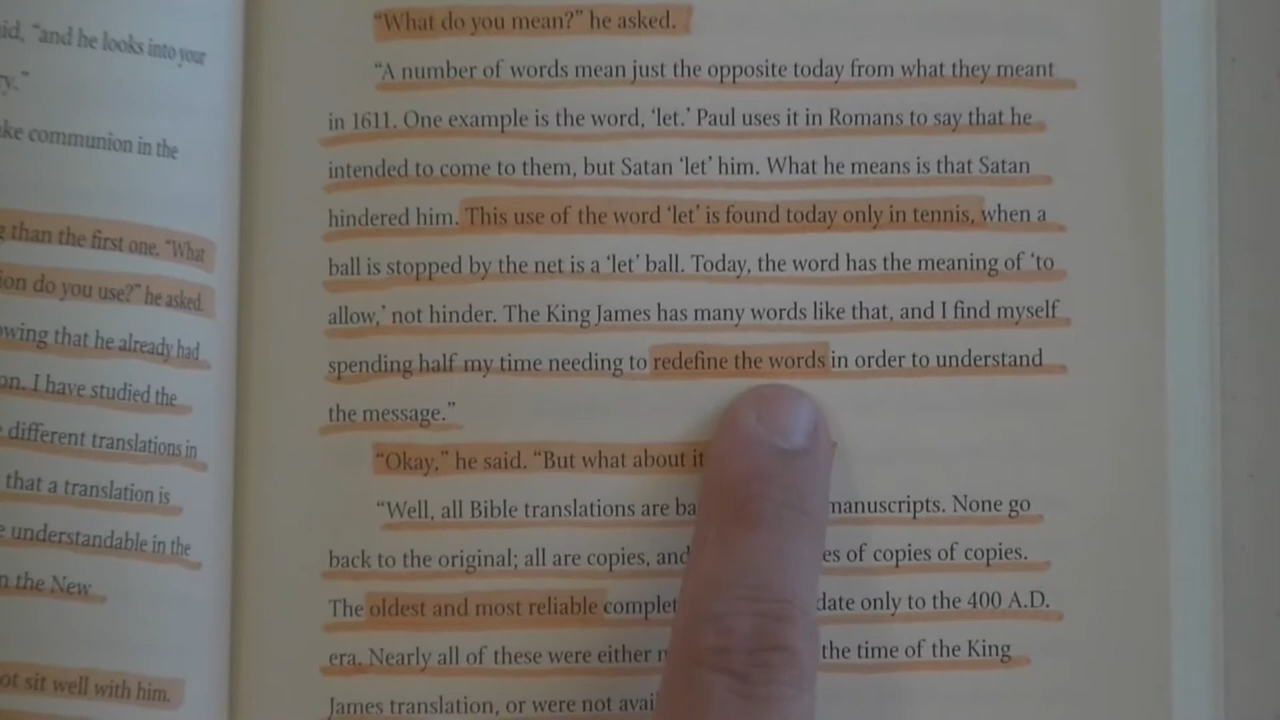 id, “and he looks into your
ry.”
ke communion in the
g than the first one. “What
ion do you use?” he asked.
owing that he already had
on. I have studied the
different translations in
that a translation is
e understandable in the
n the New
ot sit well with him.
“What do you mean?” he asked.
“A number of words mean just the opposite today from what they meant
in 1611. One example is the word, ‘let.’ Paul uses it in Romans to say that he
intended to come to them, but Satan ‘let’ him. What he means is that Satan
hindered him. This use of the word ‘let’ is found today only in tennis, when a
ball is stopped by the net is a ‘let’ ball. Today, the word has the meaning of ‘to
allow,’ not hinder. The King James has many words like that, and I find myself
spending half my time needing to redefine the words in order to understand
the message.”
“Okay,” he said. “But what about it
“Well, all Bible translations are ba manuscripts. None go
back to the original; all are copies, and es of copies of copies.
The oldest and most reliable complet date only to the 400 A.D.
era. Nearly all of these were either the time of the King
James translation, or were not avai